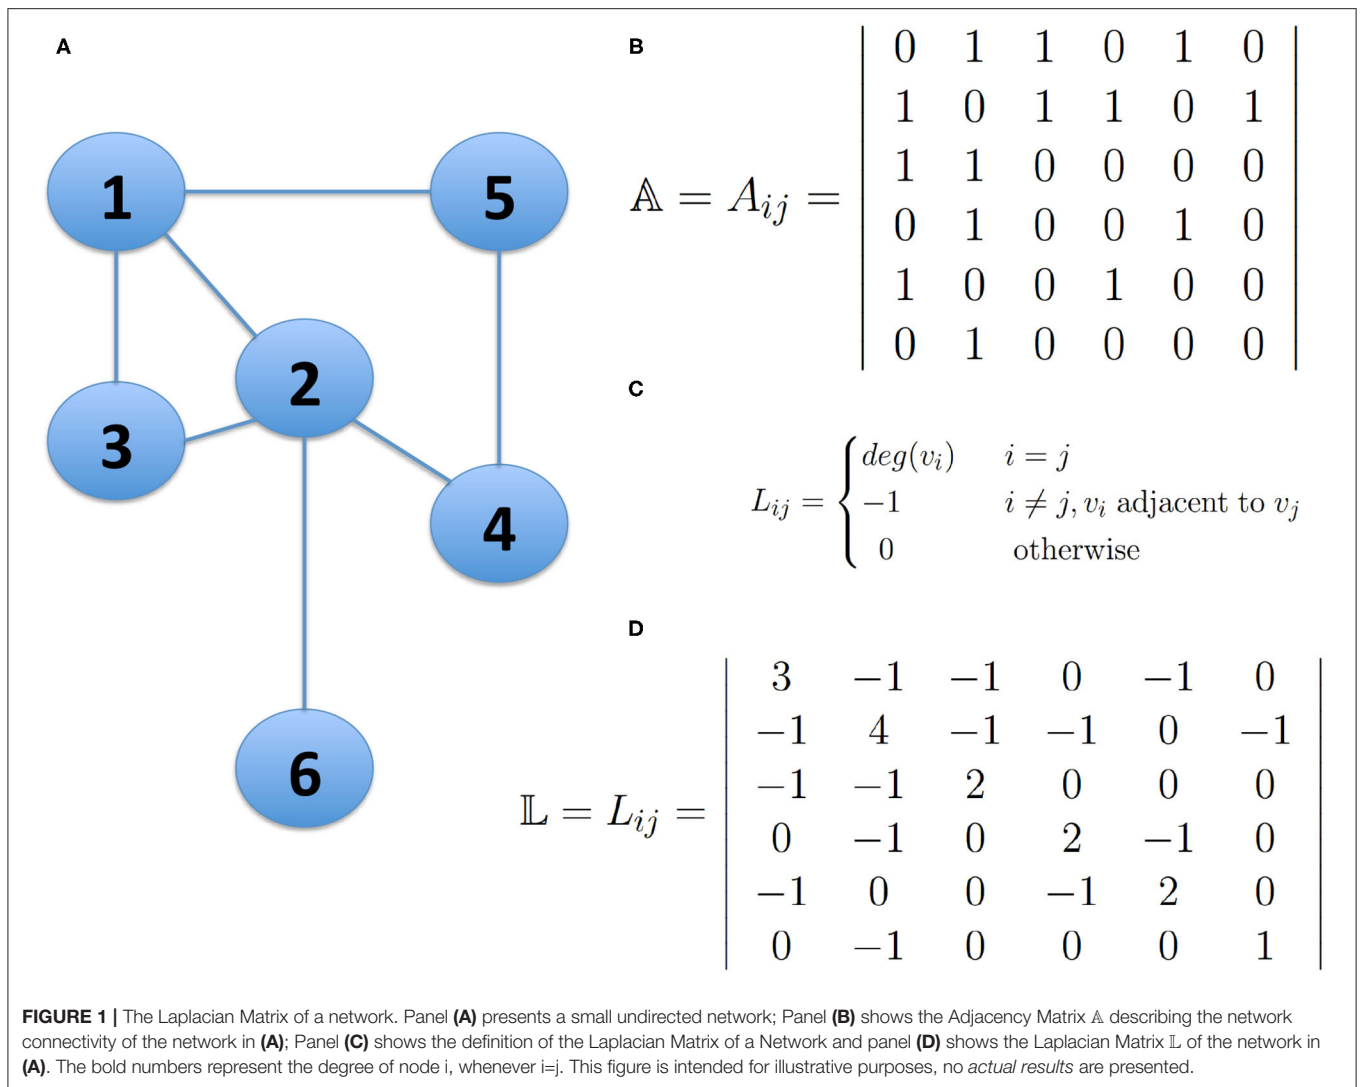 A
1
5
2
3
4
6
B
𝔸 = A_{ij} =
0 1 1 0 1 0
1 0 1 1 0 1
1 1 0 0 0 0
0 1 0 0 1 0
1 0 0 1 0 0
0 1 0 0 0 0
C
L_{ij} =
deg(v_i) i = j
−1 i ≠ j, v_i adjacent to v_j
0 otherwise
D
𝕃 = L_{ij} =
3 −1 −1 0 −1 0
−1 4 −1 −1 0 −1
−1 −1 2 0 0 0
0 −1 0 2 −1 0
−1 0 0 −1 2 0
0 −1 0 0 0 1
FIGURE 1 | The Laplacian Matrix of a network. Panel (A) presents a small undirected network; Panel (B) shows the Adjacency Matrix 𝔸 describing the network
connectivity of the network in (A); Panel (C) shows the definition of the Laplacian Matrix of a Network and panel (D) shows the Laplacian Matrix 𝕃 of the network in
(A). The bold numbers represent the degree of node i, whenever i=j. This figure is intended for illustrative purposes, no actual results are presented.